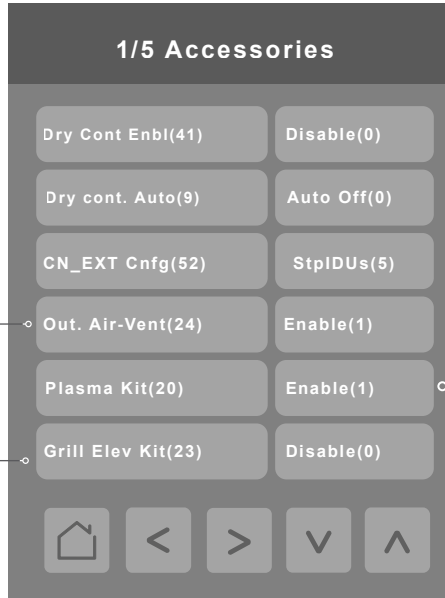 1/5 Accessories
Dry Cont Enbl(41) Disable(0)
Dry cont. Auto(9) Auto Off(0)
CN_EXT Cnfg(52) StpIDUs(5)
Out. Air-Vent(24) Enable(1)
Plasma Kit(20) Enable(1)
Grill Elev Kit(23) Disable(0)